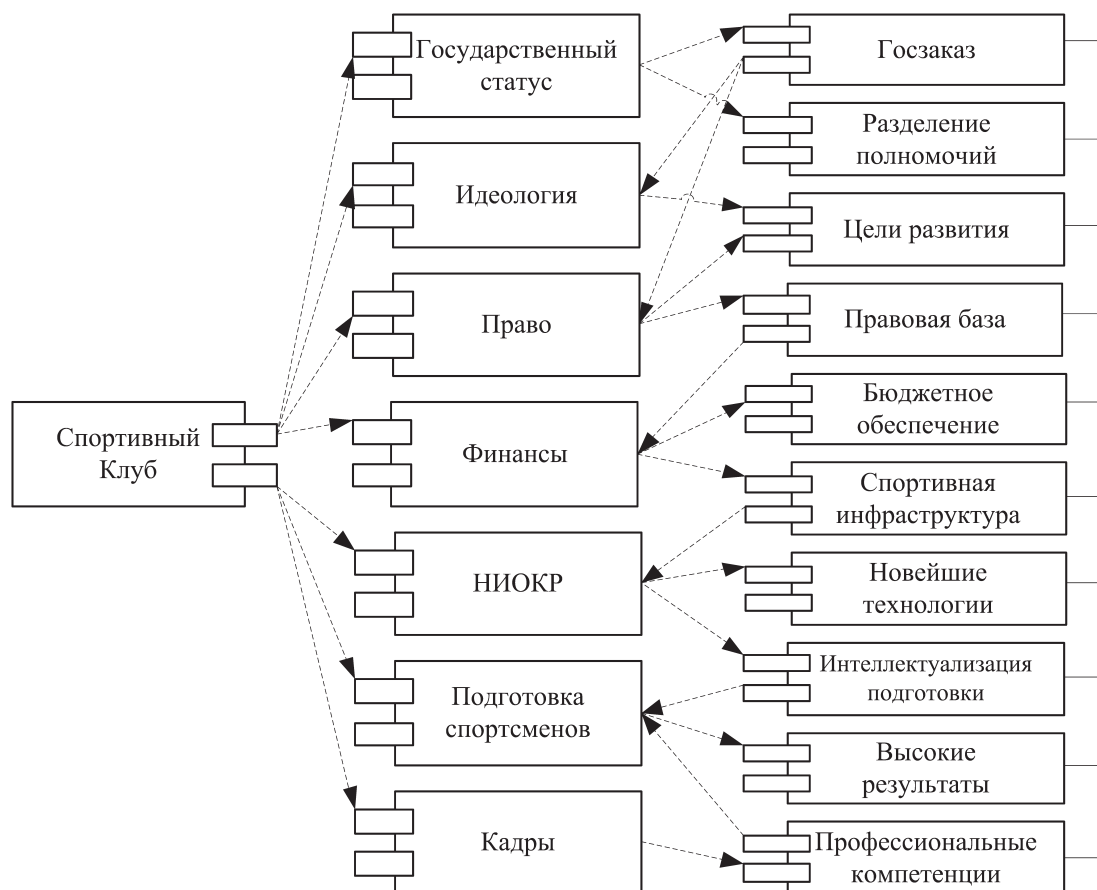 Спортивный
Клуб
Государственный
статус
Идеология
Право
Финансы
НИОКР
Подготовка
спортсменов
Кадры
Госзаказ
Разделение
полномочий
Цели развития
Правовая база
Бюджетное
обеспечение
Спортивная
инфраструктура
Новейшие
технологии
Интеллектуализация
подготовки
Высокие
результаты
Профессиональные
компетенции